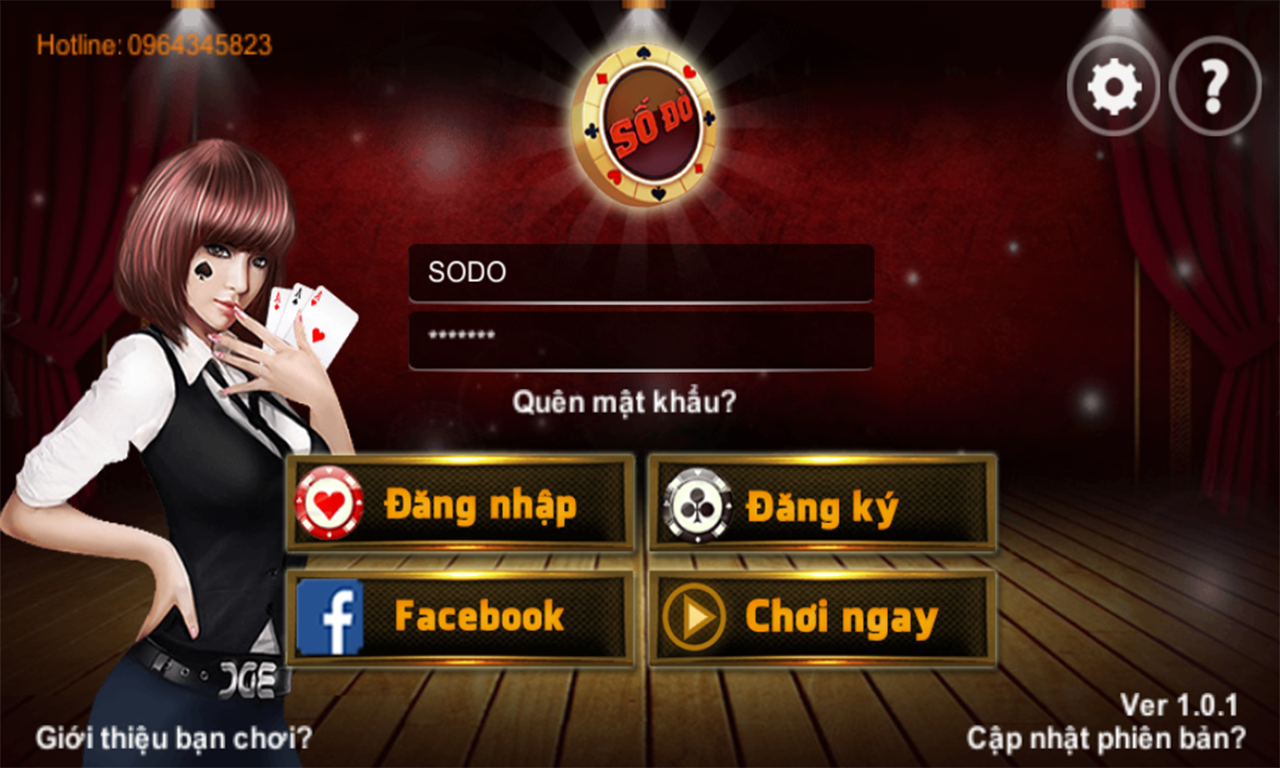 Hotline: 0964345823
SỐ ĐỎ
SODO
*******
Quên mật khẩu?
Đăng nhập
Đăng ký
f Facebook
Chơi ngay
Ver 1.0.1
Giới thiệu bạn chơi?
Cập nhật phiên bản?